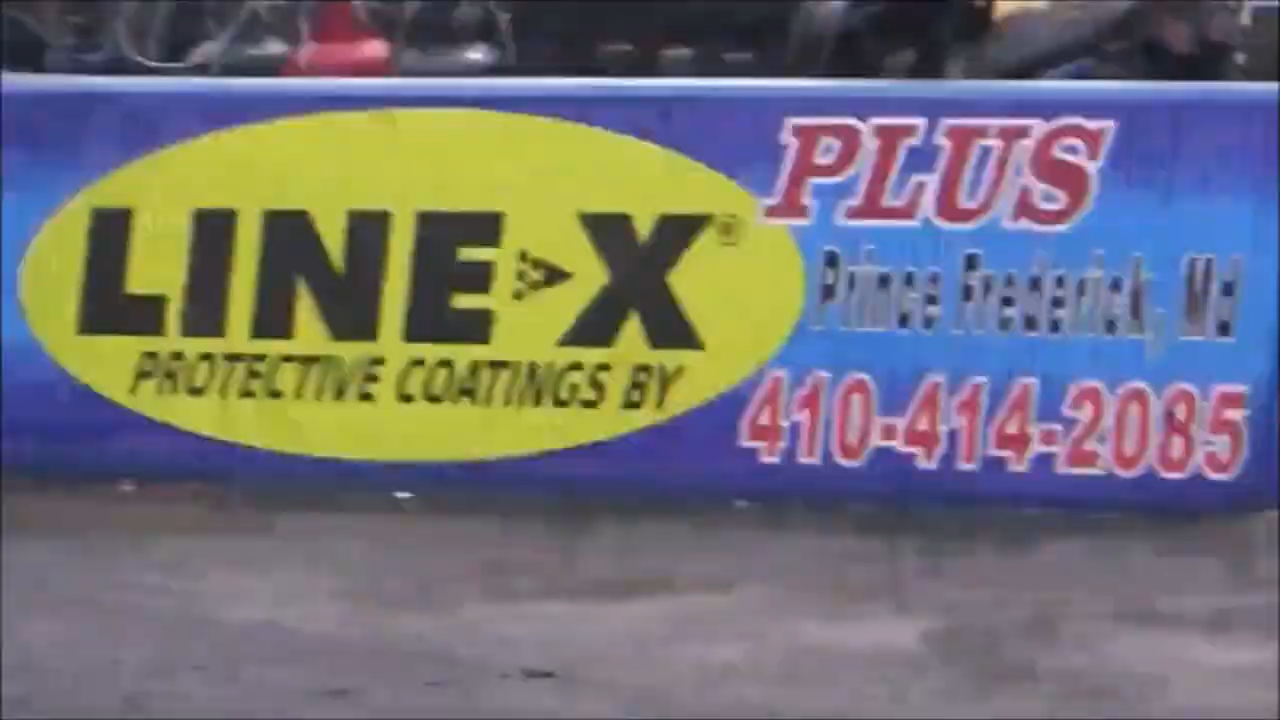 LINE-X®
PROTECTIVE COATINGS BY
PLUS
Prince Frederick, Md
410-414-2085